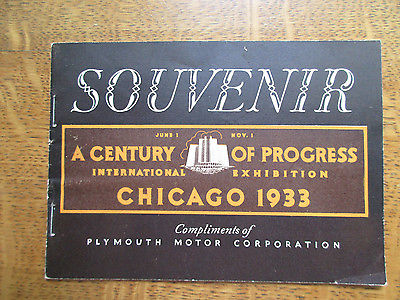 SOUVENIR
JUNE 1 NOV. 1
A CENTURY OF PROGRESS
INTERNATIONAL EXHIBITION
CHICAGO 1933
Compliments of
PLYMOUTH MOTOR CORPORATION